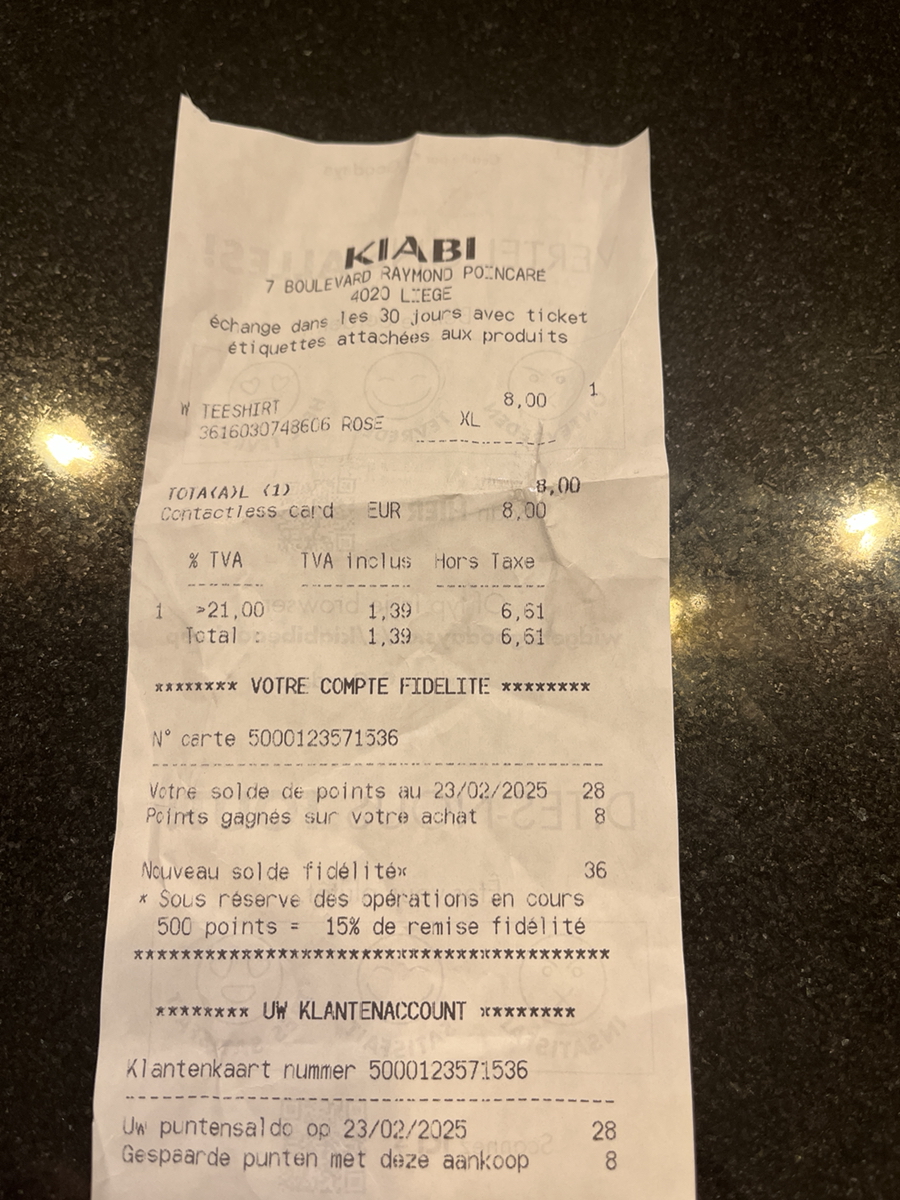 KIABI
7 BOULEVARD RAYMOND POINCARE
4020 LIEGE
échange dans les 30 jours avec ticket
étiquettes attachées aux produits
W TEESHIRT 8,00 1
3616030748606 ROSE XL
TOTA(A)L (1) 8,00
Contactless card EUR 8,00
% TVA TVA inclus Hors Taxe
1 >21,00 1,39 6,61
Total : 1,39 6,61
******** VOTRE COMPTE FIDELITE ********
N° carte 5000123571536
Votre solde de points au 23/02/2025 28
Points gagnés sur votre achat 8
Nouveau solde fidélité* 36
* Sous réserve des opérations en cours
500 points = 15% de remise fidélité
****************************************
******** UW KLANTENACCOUNT ********
Klantenkaart nummer 5000123571536
Uw puntensaldo op 23/02/2025 28
Gespaarde punten met deze aankoop 8